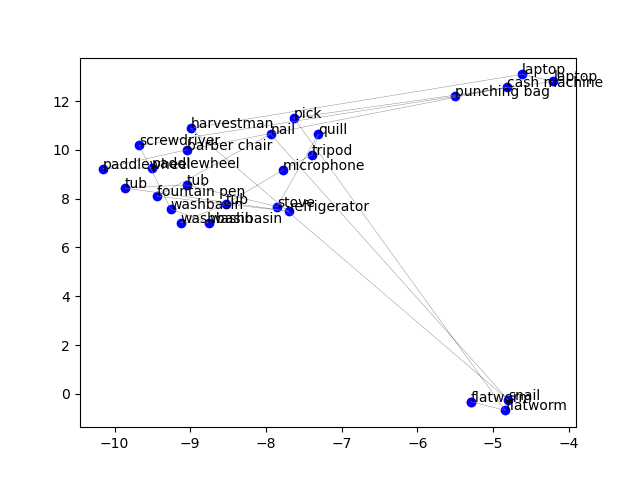 laptop
laptop
cash machine
punching bag
pick
harvestman
nail
quill
screwdriver
barber chair
tripod
paddlewheel
paddlewheel
microphone
tub
tub
fountain pen
tub
stove
refrigerator
washbasin
washbasin
washbasin
flatworm
snail
flatworm
12
10
8
6
4
2
0
−10
−9
−8
−7
−6
−5
−4